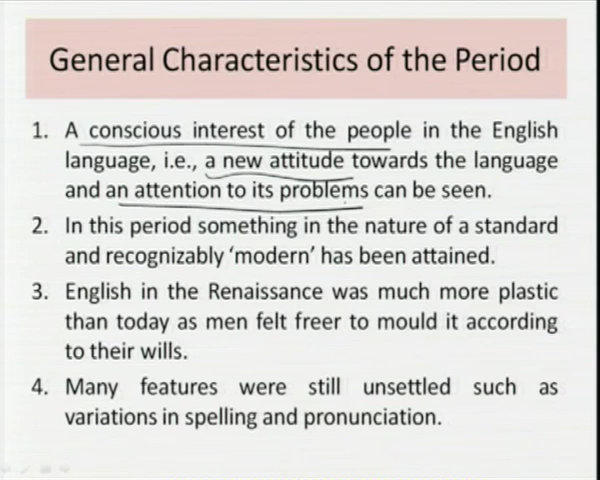 General Characteristics of the Period
1. A conscious interest of the people in the English
language, i.e., a new attitude towards the language
and an attention to its problems can be seen.
2. In this period something in the nature of a standard
and recognizably ‘modern’ has been attained.
3. English in the Renaissance was much more plastic
than today as men felt freer to mould it according
to their wills.
4. Many features were still unsettled such as
variations in spelling and pronunciation.